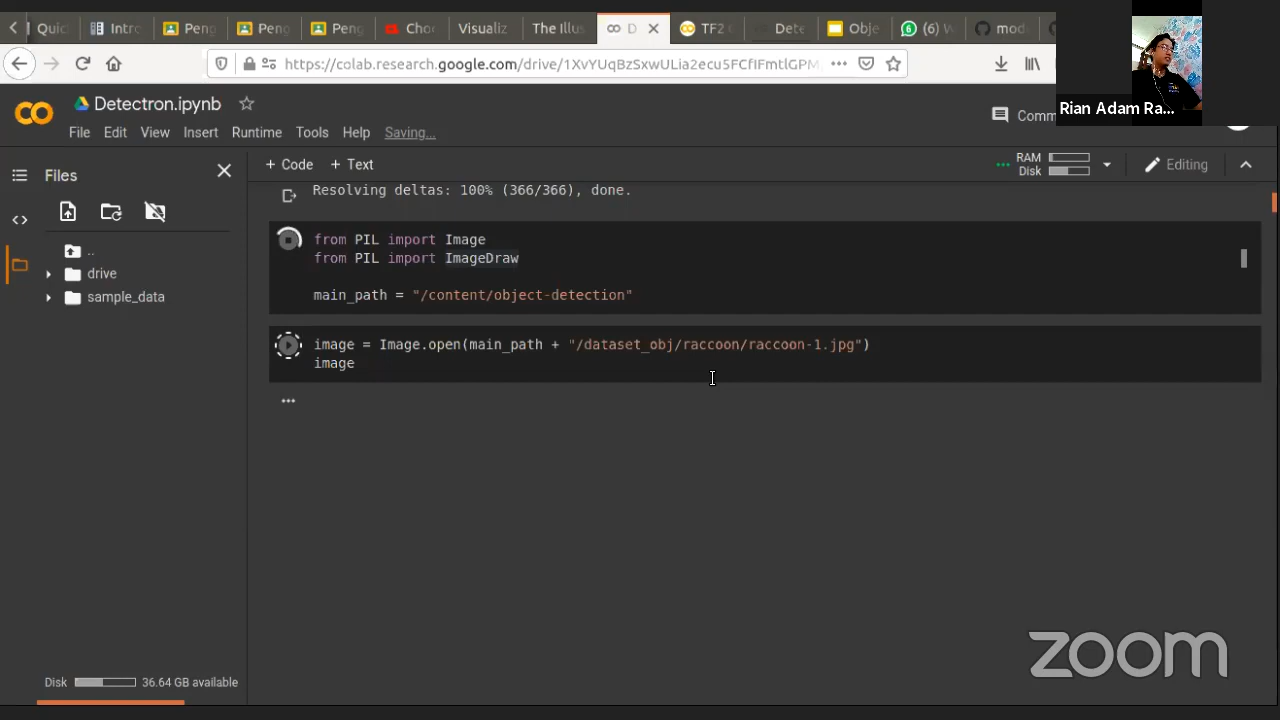 Quic
Intro
Peng
Peng
Peng
Choo
Visualiz
The Illus
D
TF2
Dete
Obje
(6) W
mod
https://colab.research.google.com/drive/1XvYUqBzSxwULia2ecu5FCfIFmtlGPM
Rian Adam Ra...
Detectron.ipynb
Comm
File Edit View Insert Runtime Tools Help Saving...
Files
+ Code + Text
RAM
Disk
Editing
Resolving deltas: 100% (366/366), done.
..
drive
sample_data
from PIL import Image
from PIL import ImageDraw
main_path = "/content/object-detection"
image = Image.open(main_path + "/dataset_obj/raccoon/raccoon-1.jpg")
image
Disk 36.64 GB available
zoom